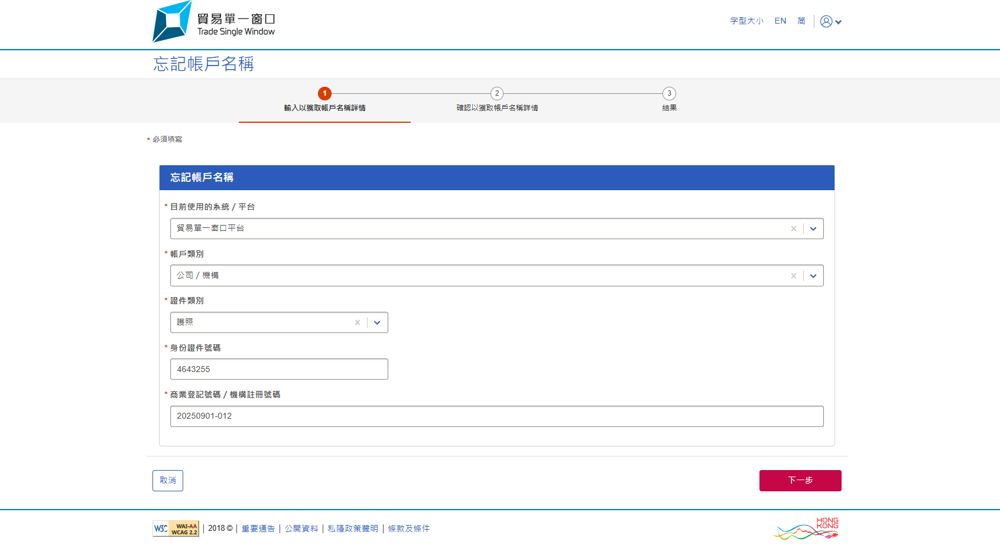 貿易單一窗口
Trade Single Window
字型大小 EN 简
忘記帳戶名稱
1 2 3
輸入以獲取帳戶名稱詳情 確認以獲取帳戶名稱詳情 結果
* 必須填寫
忘記帳戶名稱
* 目前使用的系統 / 平台
貿易單一窗口平台
* 帳戶類別
公司 / 機構
* 證件類別
護照
* 身份證件號碼
4643255
* 商業登記號碼 / 機構註冊號碼
20250901-012
取消 下一步
W3C WAI-AA WCAG 2.2 | 2018 © | 重要通告 | 公開資料 | 私隱政策聲明 | 條款及條件
HONG KONG